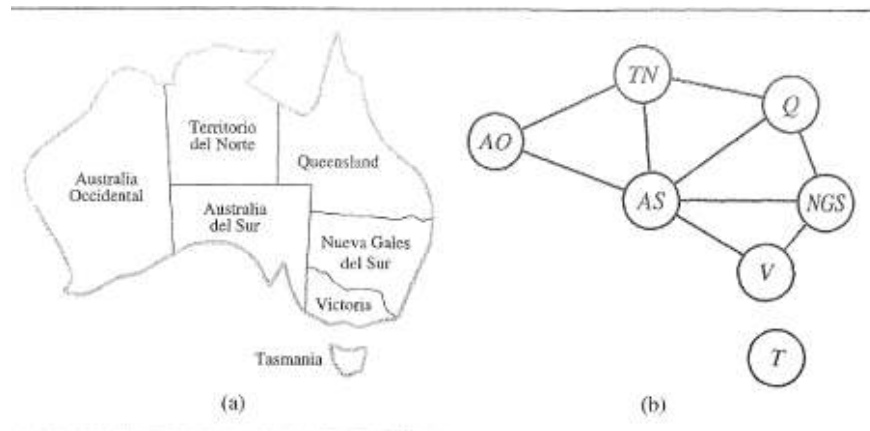 Territorio
del Norte
Queensland
Australia
Occidental
Australia
del Sur
Nueva Gales
del Sur
Victoria
Tasmania
(a)
TN
Q
AO
AS
NGS
V
T
(b)